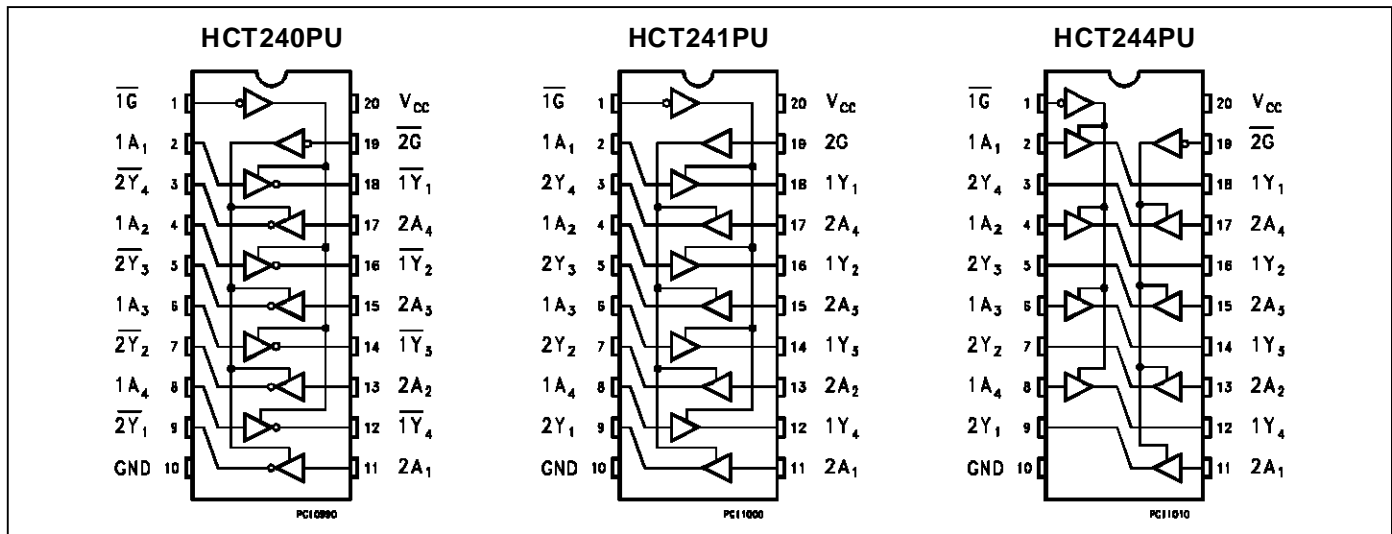 HCT240PU
1G 1 20 VCC
1A1 2 19 2G
2Y4 3 18 1Y1
1A2 4 17 2A4
2Y3 5 16 1Y2
1A3 6 15 2A3
2Y2 7 14 1Y3
1A4 8 13 2A2
2Y1 9 12 1Y4
GND 10 11 2A1
PC10990
HCT241PU
1G 1 20 VCC
1A1 2 19 2G
2Y4 3 18 1Y1
1A2 4 17 2A4
2Y3 5 16 1Y2
1A3 6 15 2A3
2Y2 7 14 1Y3
1A4 8 13 2A2
2Y1 9 12 1Y4
GND 10 11 2A1
PC11000
HCT244PU
1G 1 20 VCC
1A1 2 19 2G
2Y4 3 18 1Y1
1A2 4 17 2A4
2Y3 5 16 1Y2
1A3 6 15 2A3
2Y2 7 14 1Y3
1A4 8 13 2A2
2Y1 9 12 1Y4
GND 10 11 2A1
PC11010